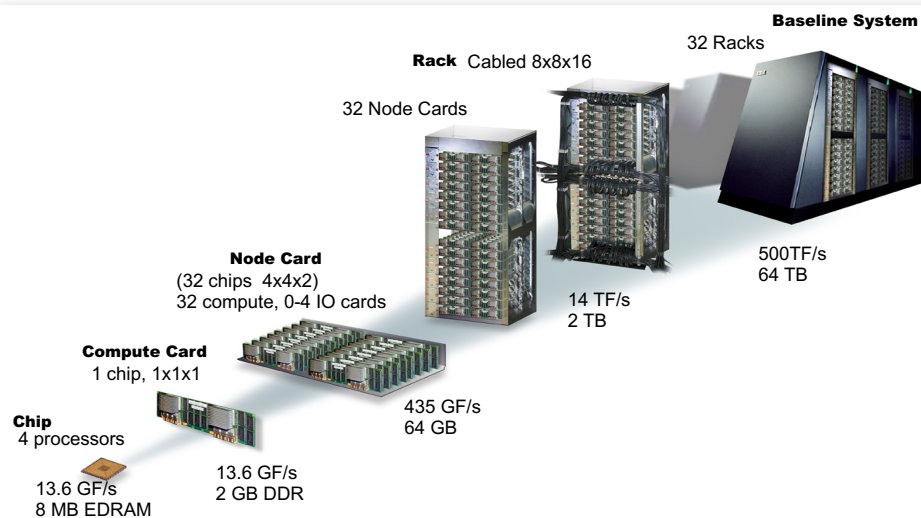 Baseline System
32 Racks
Rack Cabled 8x8x16
32 Node Cards
500TF/s
64 TB
Node Card
(32 chips 4x4x2)
32 compute, 0-4 IO cards
14 TF/s
2 TB
Compute Card
1 chip, 1x1x1
435 GF/s
64 GB
Chip
4 processors
13.6 GF/s
2 GB DDR
13.6 GF/s
8 MB EDRAM